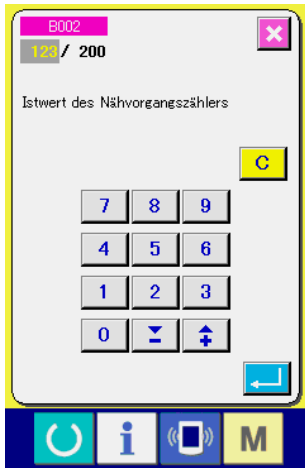 B002
123/ 200
Istwert des Nähvorgangszählers
C
7 8 9
4 5 6
1 2 3
0
i M